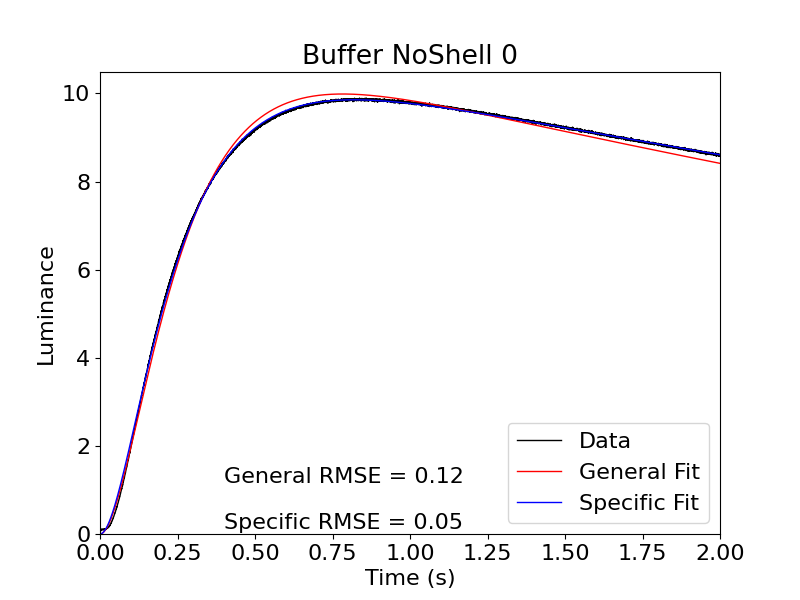 Buffer NoShell 0
Luminance
10
8
6
4
2
0
General RMSE = 0.12
Specific RMSE = 0.05
Data
General Fit
Specific Fit
0.00 0.25 0.50 0.75 1.00 1.25 1.50 1.75 2.00
Time (s)